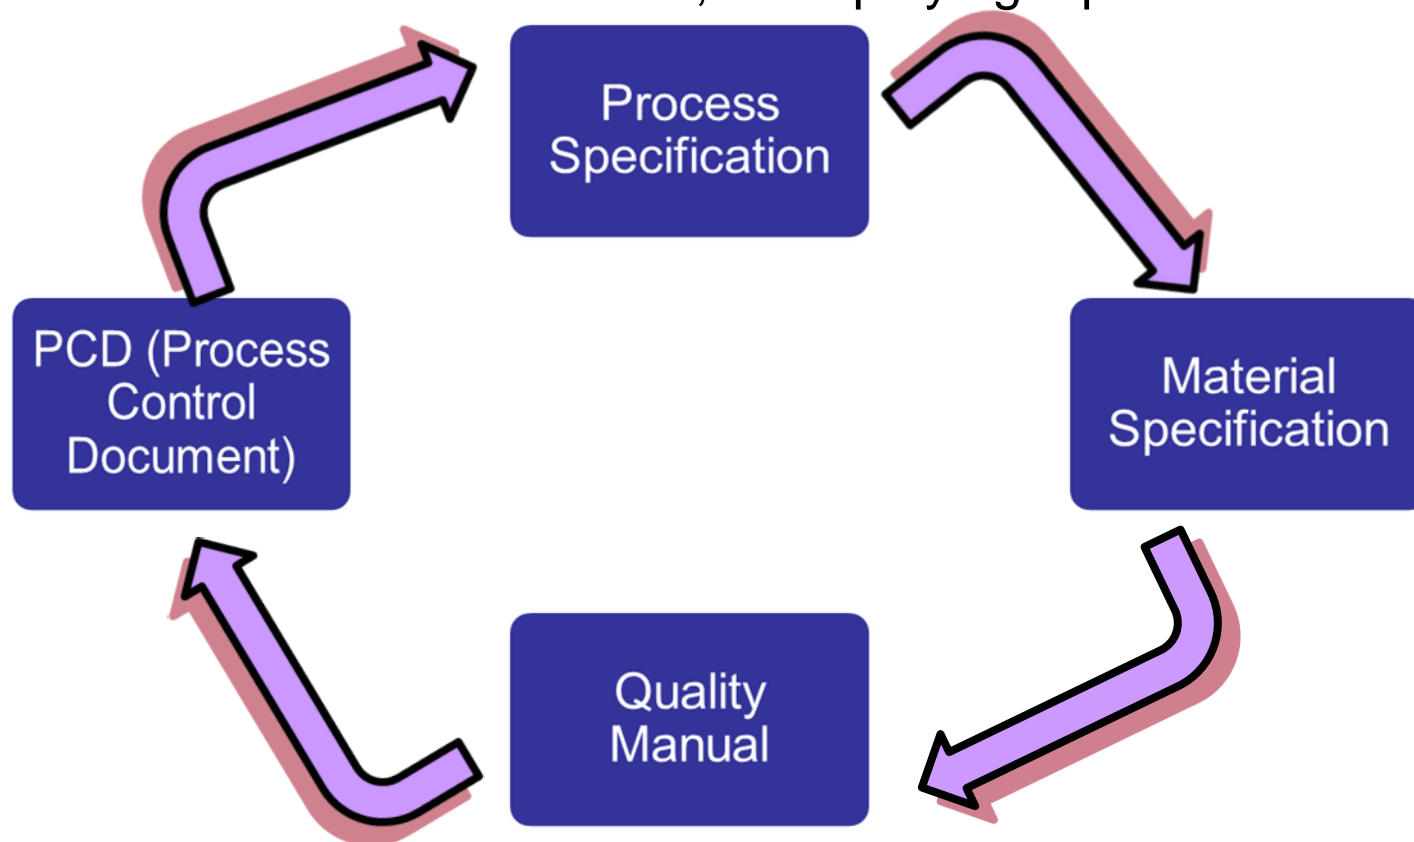 Process
Specification
PCD (Process
Control
Document)
Material
Specification
Quality
Manual